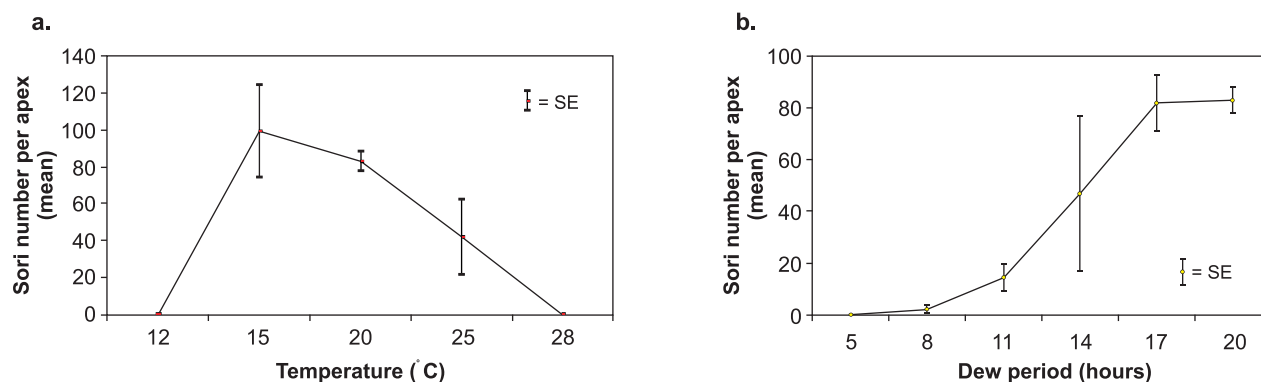 a.
Sori number per apex
(mean)
140
120
100
80
60
40
20
0
= SE
12 15 20 25 28
Temperature (°C)
b.
Sori number per apex
(mean)
100
80
60
40
20
0
= SE
5 8 11 14 17 20
Dew period (hours)